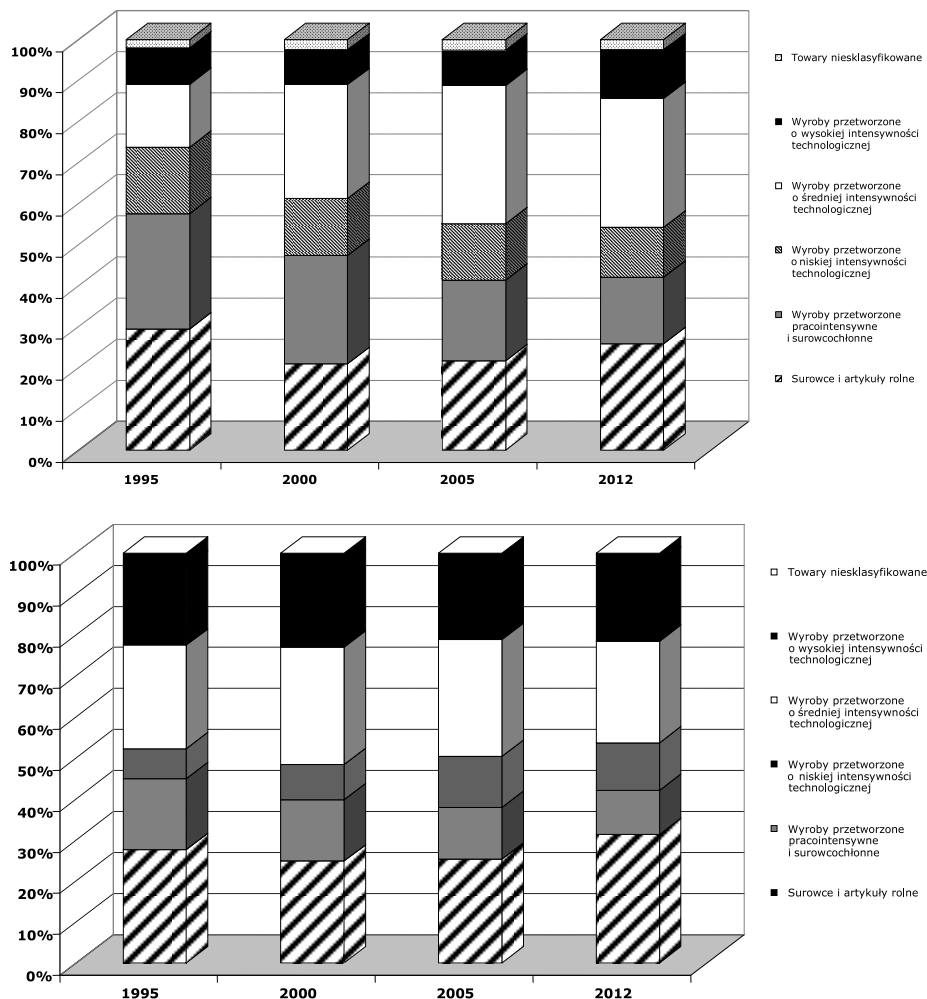 100%
90%
80%
70%
60%
50%
40%
30%
20%
10%
0%
1995 2000 2005 2012
Towary niesklasyfikowane
Wyroby przetworzone
o wysokiej intensywności
technologicznej
Wyroby przetworzone
o średniej intensywności
technologicznej
Wyroby przetworzone
o niskiej intensywności
technologicznej
Wyroby przetworzone
pracointensywne
i surowcochłonne
Surowce i artykuły rolne
100%
90%
80%
70%
60%
50%
40%
30%
20%
10%
0%
1995 2000 2005 2012
Towary niesklasyfikowane
Wyroby przetworzone
o wysokiej intensywności
technologicznej
Wyroby przetworzone
o średniej intensywności
technologicznej
Wyroby przetworzone
o niskiej intensywności
technologicznej
Wyroby przetworzone
pracointensywne
i surowcochłonne
Surowce i artykuły rolne